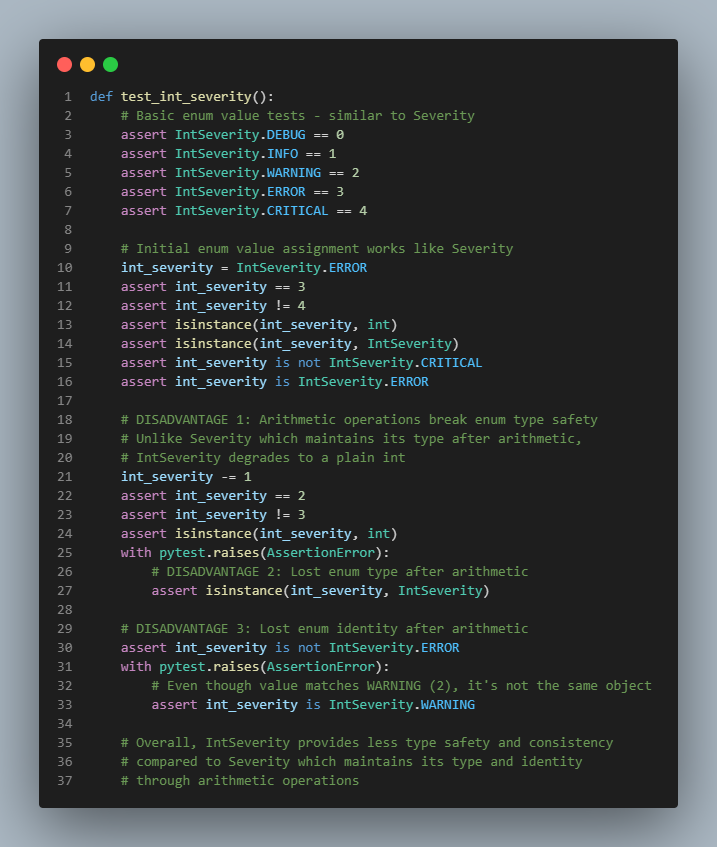 1 def test_int_severity():
2     # Basic enum value tests - similar to Severity
3     assert IntSeverity.DEBUG == 0
4     assert IntSeverity.INFO == 1
5     assert IntSeverity.WARNING == 2
6     assert IntSeverity.ERROR == 3
7     assert IntSeverity.CRITICAL == 4
8
9     # Initial enum value assignment works like Severity
10     int_severity = IntSeverity.ERROR
11     assert int_severity == 3
12     assert int_severity != 4
13     assert isinstance(int_severity, int)
14     assert isinstance(int_severity, IntSeverity)
15     assert int_severity is not IntSeverity.CRITICAL
16     assert int_severity is IntSeverity.ERROR
17
18     # DISADVANTAGE 1: Arithmetic operations break enum type safety
19     # Unlike Severity which maintains its type after arithmetic,
20     # IntSeverity degrades to a plain int
21     int_severity -= 1
22     assert int_severity == 2
23     assert int_severity != 3
24     assert isinstance(int_severity, int)
25     with pytest.raises(AssertionError):
26         # DISADVANTAGE 2: Lost enum type after arithmetic
27         assert isinstance(int_severity, IntSeverity)
28
29     # DISADVANTAGE 3: Lost enum identity after arithmetic
30     assert int_severity is not IntSeverity.ERROR
31     with pytest.raises(AssertionError):
32         # Even though value matches WARNING (2), it's not the same object
33         assert int_severity is IntSeverity.WARNING
34
35     # Overall, IntSeverity provides less type safety and consistency
36     # compared to Severity which maintains its type and identity
37     # through arithmetic operations